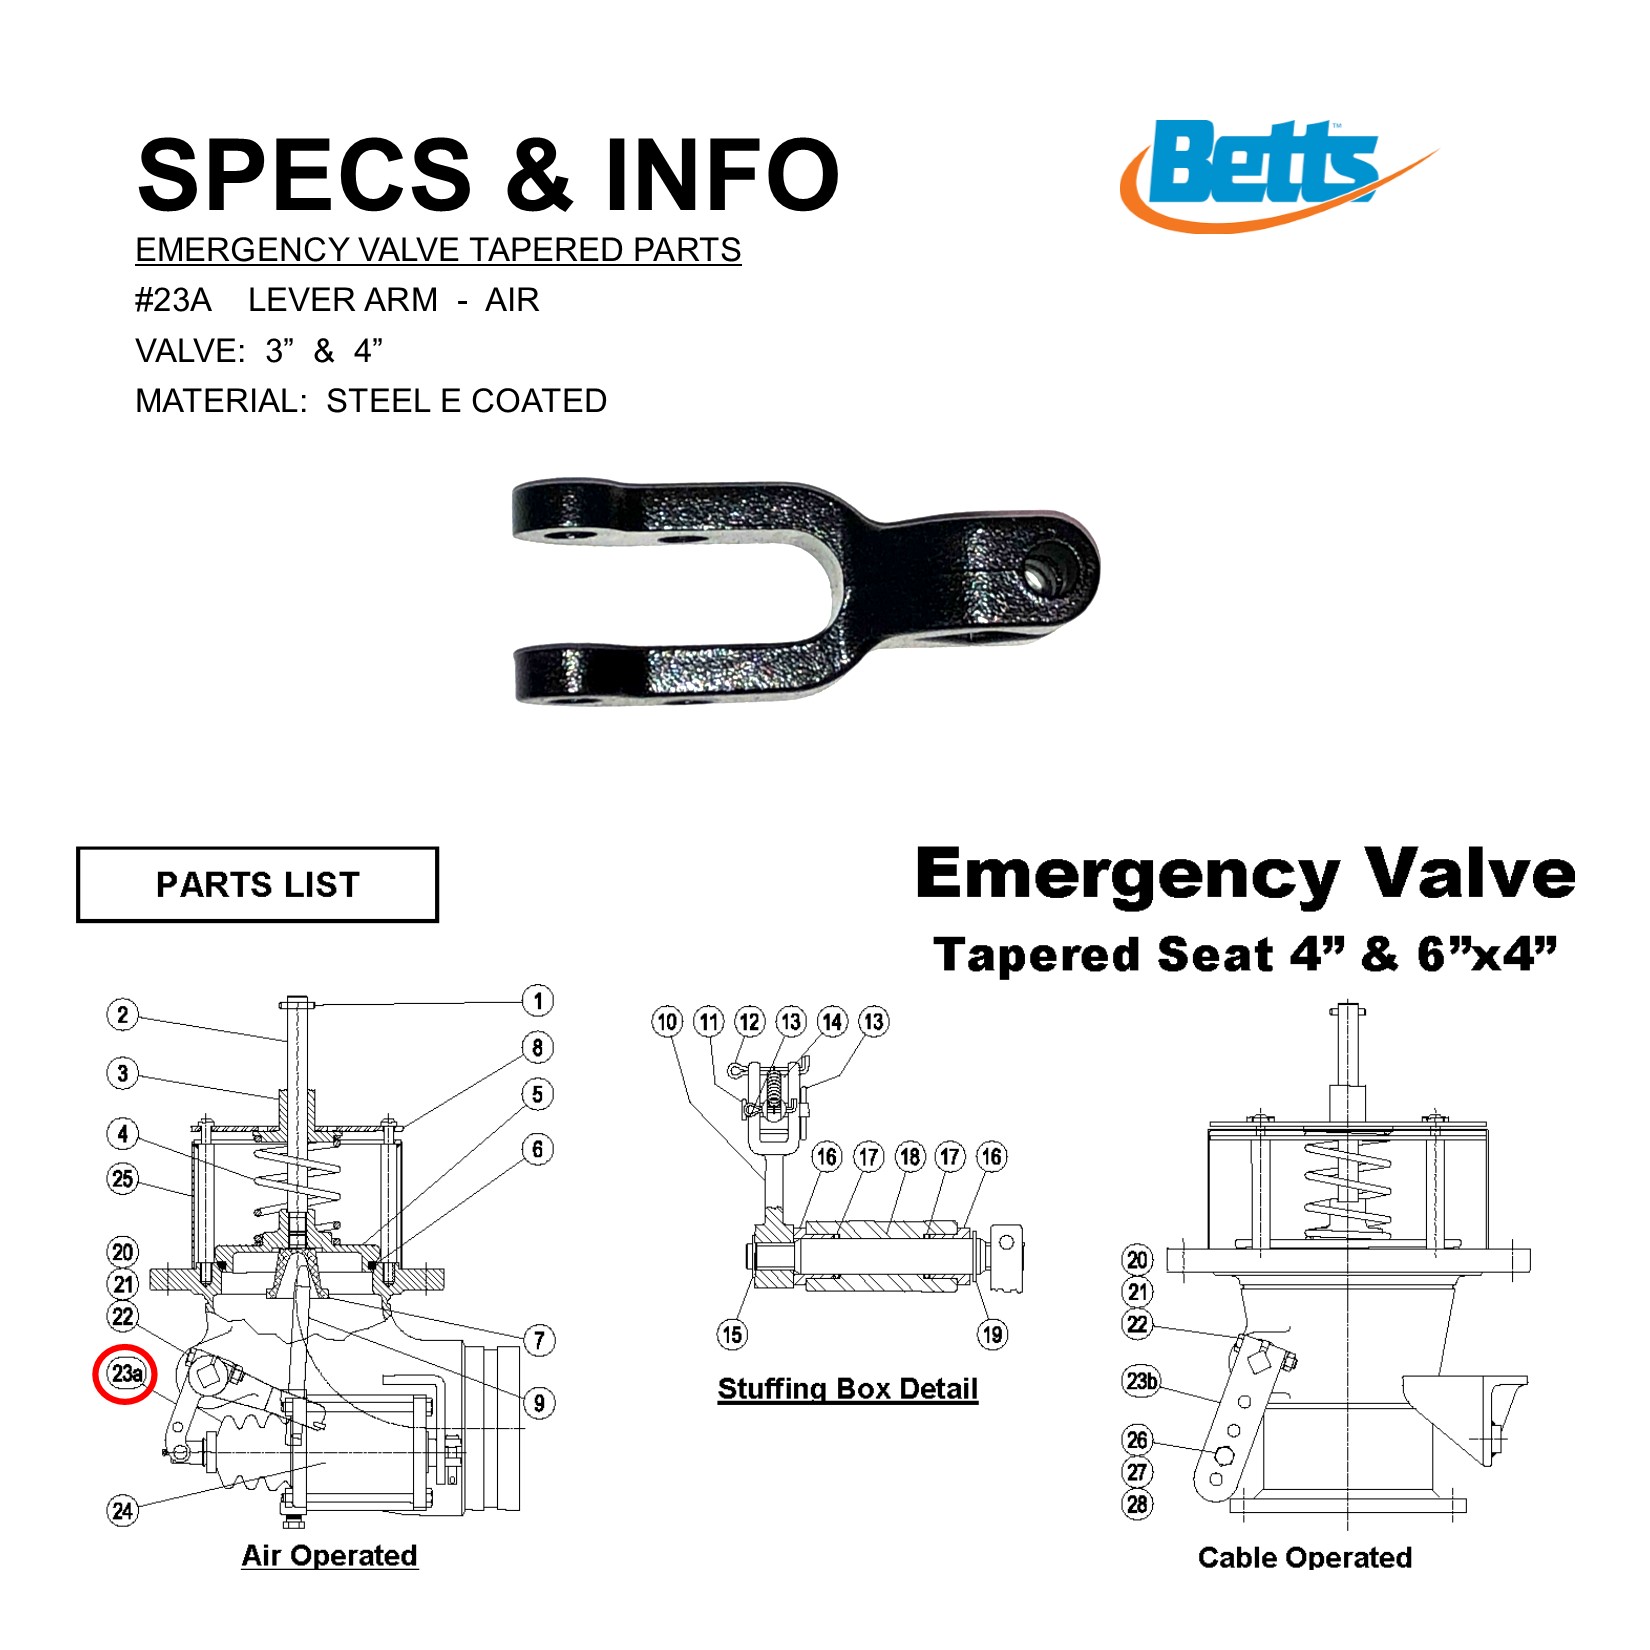 SPECS & INFO
Betts™
EMERGENCY VALVE TAPERED PARTS
#23A LEVER ARM - AIR
VALVE: 3” & 4”
MATERIAL: STEEL E COATED
PARTS LIST
Emergency Valve
Tapered Seat 4” & 6”x4”
1
2
8
3
5
4
6
25
20
21
22
7
23a
9
24
Air Operated
10 11 12 13 14 13
16 17 18 17 16
15 19
Stuffing Box Detail
20
21
22
23b
26
27
28
Cable Operated